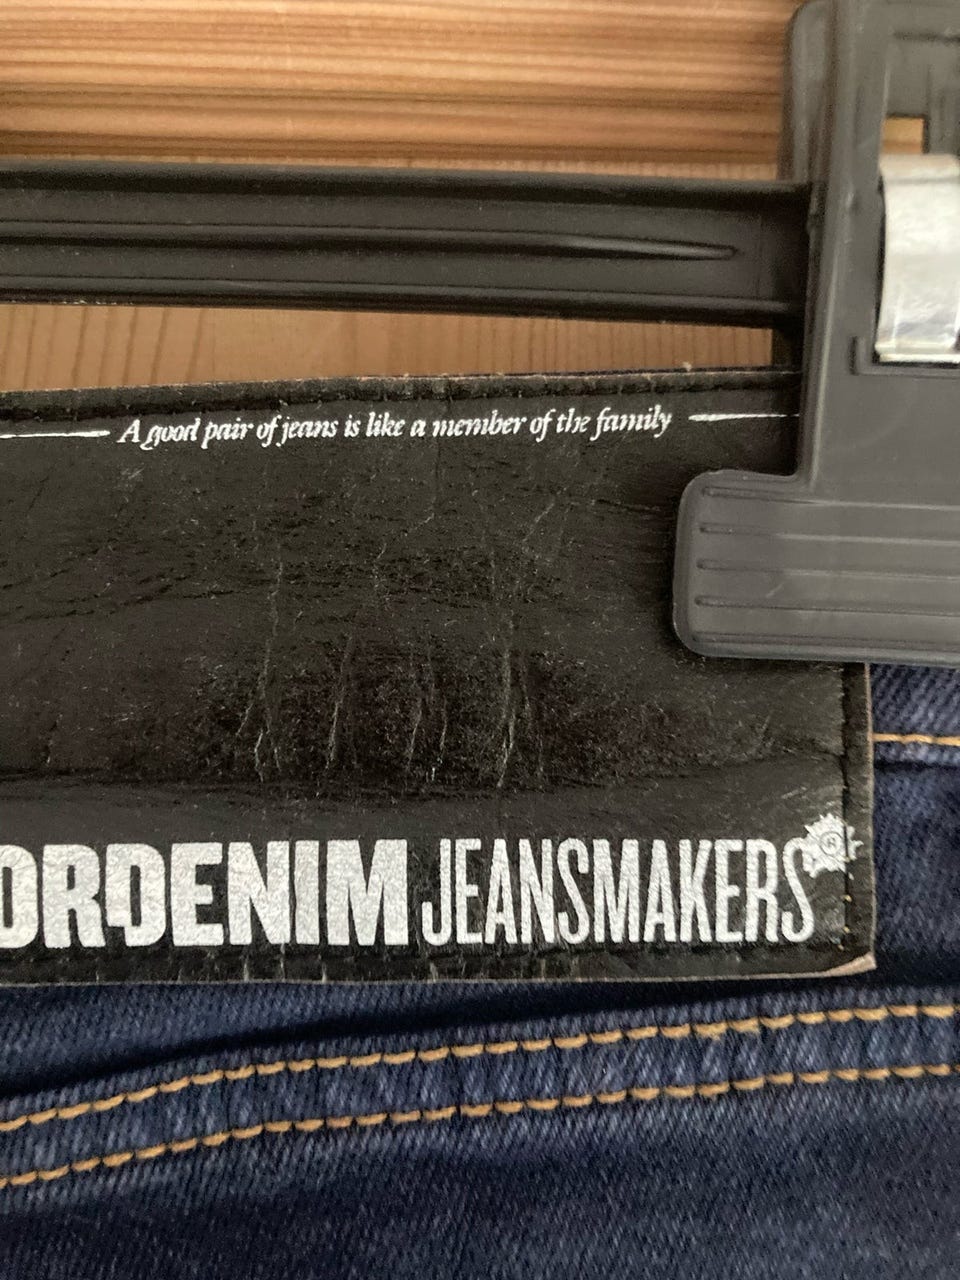 A good pair of jeans is like a member of the family
ORDENIM JEANSMAKERS